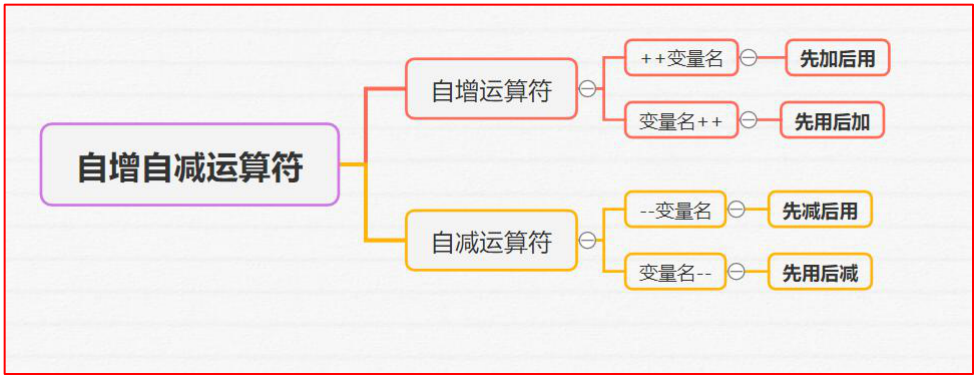 自增自减运算符
自增运算符
++变量名
先加后用
变量名++
先用后加
自减运算符
--变量名
先减后用
变量名--
先用后减